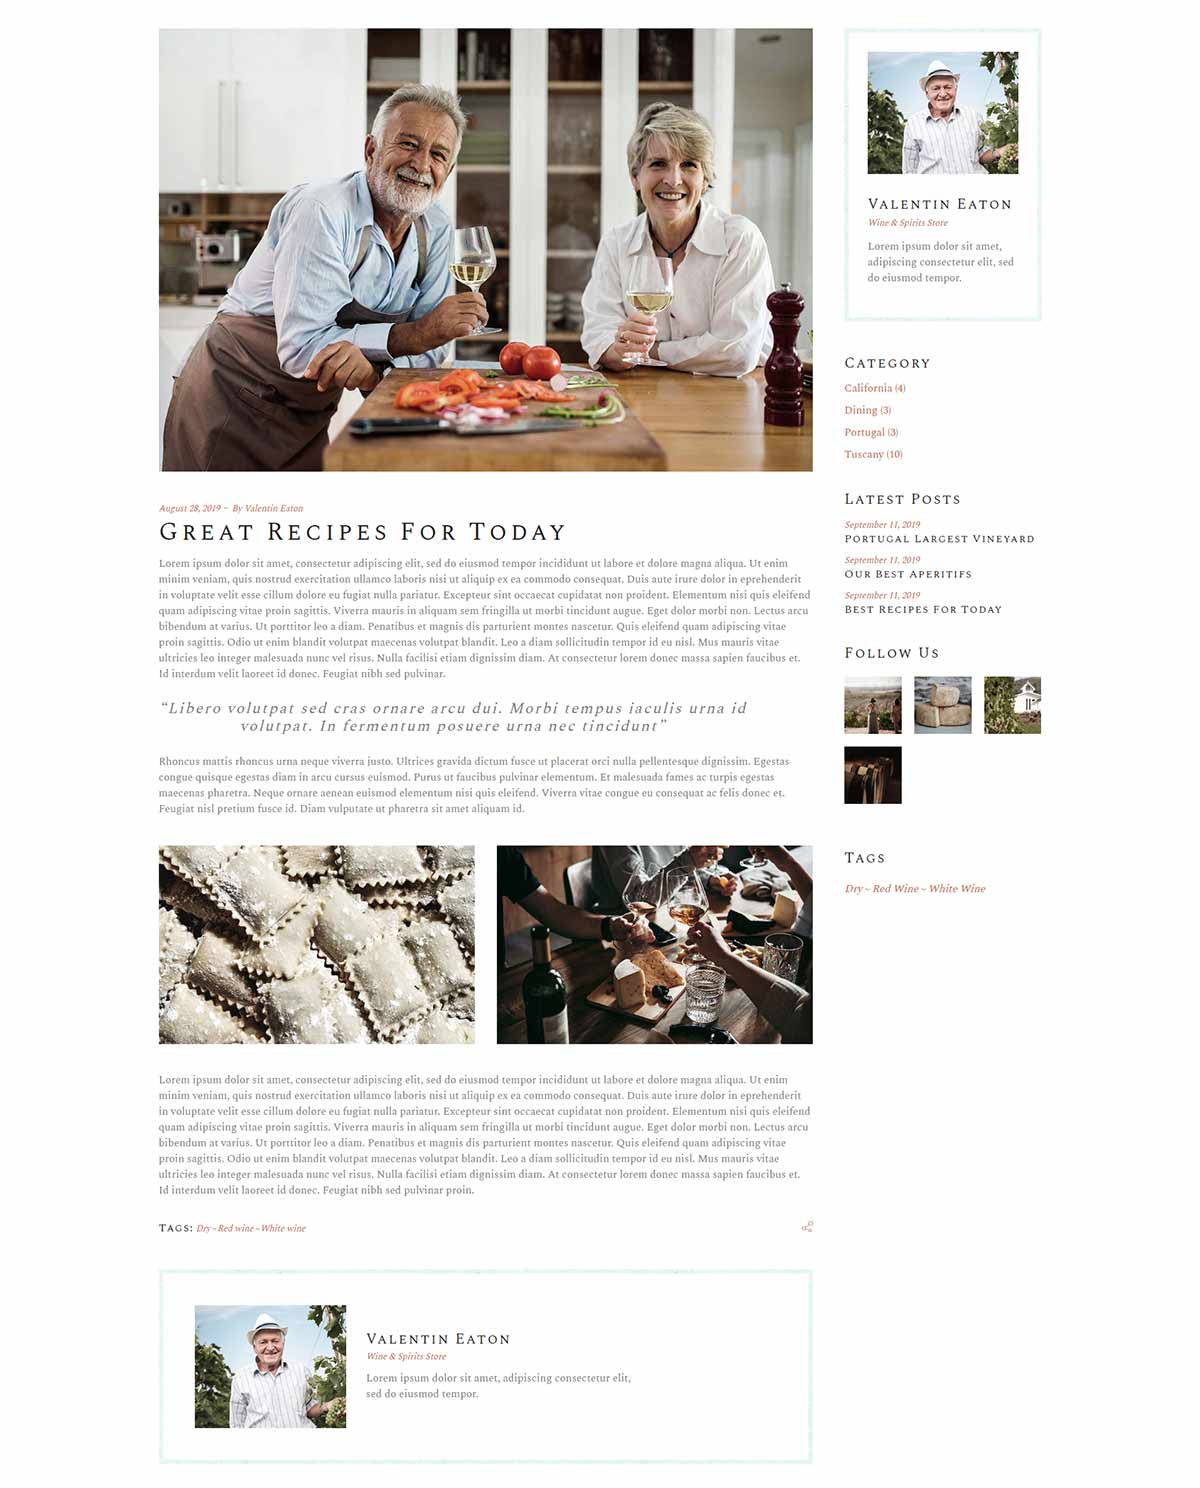 August 28, 2019 ~ By Valentin Eaton
Great Recipes For Today
Lorem ipsum dolor sit amet, consectetur adipiscing elit, sed do eiusmod tempor incididunt ut labore et dolore magna aliqua. Ut enim
minim veniam, quis nostrud exercitation ullamco laboris nisi ut aliquip ex ea commodo consequat. Duis aute irure dolor in eprehenderit
in voluptate velit esse cillum dolore eu fugiat nulla pariatur. Excepteur sint occaecat cupidatat non proident. Elementum nisi quis eleifend
quam adipiscing vitae proin sagittis. Viverra mauris in aliquam sem fringilla ut morbi tincidunt augue. Eget dolor morbi non. Lectus arcu
bibendum at varius. Ut porttitor leo a diam. Penatibus et magnis dis parturient montes nascetur. Quis eleifend quam adipiscing vitae
proin sagittis. Odio ut enim blandit volutpat maecenas volutpat blandit. Leo a diam sollicitudin tempor id eu nisl. Mus mauris vitae
ultricies leo integer malesuada nunc vel risus. Nulla facilisi etiam dignissim diam. At consectetur lorem donec massa sapien faucibus et.
Id interdum velit laoreet id donec. Feugiat nibh sed pulvinar.
“Libero volutpat sed cras ornare arcu dui. Morbi tempus iaculis urna id
volutpat. In fermentum posuere urna nec tincidunt”
Rhoncus mattis rhoncus urna neque viverra justo. Ultrices gravida dictum fusce ut placerat orci nulla pellentesque dignissim. Egestas
congue quisque egestas diam in arcu cursus euismod. Purus ut faucibus pulvinar elementum. Et malesuada fames ac turpis egestas
maecenas pharetra. Neque ornare aenean euismod elementum nisi quis eleifend. Viverra vitae congue eu consequat ac felis donec et.
Feugiat nisl pretium fusce id. Diam vulputate ut pharetra sit amet aliquam id.
Lorem ipsum dolor sit amet, consectetur adipiscing elit, sed do eiusmod tempor incididunt ut labore et dolore magna aliqua. Ut enim
minim veniam, quis nostrud exercitation ullamco laboris nisi ut aliquip ex ea commodo consequat. Duis aute irure dolor in eprehenderit
in voluptate velit esse cillum dolore eu fugiat nulla pariatur. Excepteur sint occaecat cupidatat non proident. Elementum nisi quis eleifend
quam adipiscing vitae proin sagittis. Viverra mauris in aliquam sem fringilla ut morbi tincidunt augue. Eget dolor morbi non. Lectus arcu
bibendum at varius. Ut porttitor leo a diam. Penatibus et magnis dis parturient montes nascetur. Quis eleifend quam adipiscing vitae
proin sagittis. Odio ut enim blandit volutpat maecenas volutpat blandit. Leo a diam sollicitudin tempor id eu nisl. Mus mauris vitae
ultricies leo integer malesuada nunc vel risus. Nulla facilisi etiam dignissim diam. At consectetur lorem donec massa sapien faucibus et.
Id interdum velit laoreet id donec. Feugiat nibh sed pulvinar proin.
Tags: Dry ~ Red wine ~ White wine
Valentin Eaton
Wine & Spirits Store
Lorem ipsum dolor sit amet, adipiscing consectetur elit,
sed do eiusmod tempor.
Valentin Eaton
Wine & Spirits Store
Lorem ipsum dolor sit amet,
adipiscing consectetur elit, sed
do eiusmod tempor.
Category
California (4)
Dining (3)
Portugal (3)
Tuscany (10)
Latest Posts
September 11, 2019
Portugal Largest Vineyard
September 11, 2019
Our Best Aperitifs
September 11, 2019
Best Recipes For Today
Follow Us
Tags
Dry ~ Red Wine ~ White Wine